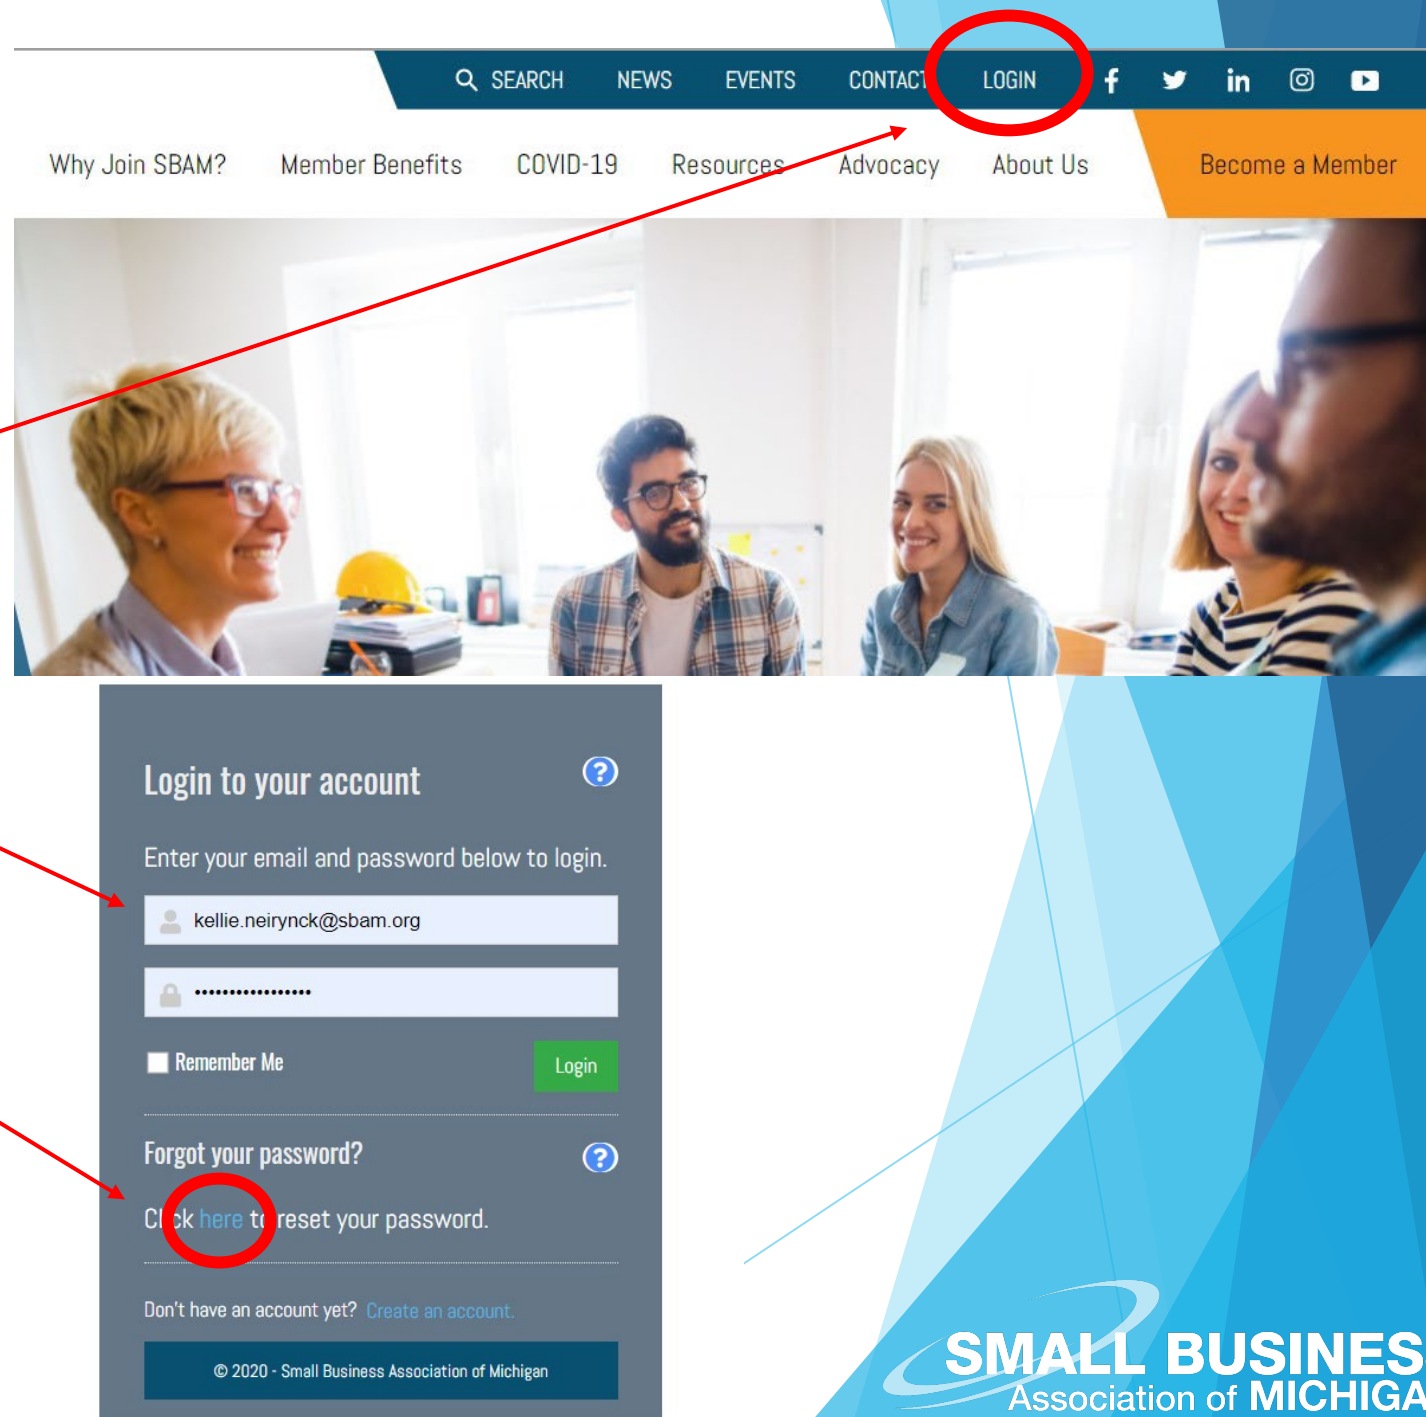 SEARCH NEWS EVENTS CONTACT LOGIN f in
Why Join SBAM? Member Benefits COVID-19 Resources Advocacy About Us Become a Member
Login to your account ?
Enter your email and password below to login.
kellie.neirynck@sbam.org
•••••••••••••••••
Remember Me Login
Forgot your password? ?
Click here to reset your password.
Don't have an account yet? Create an account.
© 2020 - Small Business Association of Michigan
SMALL BUSINES
Association of MICHIGA